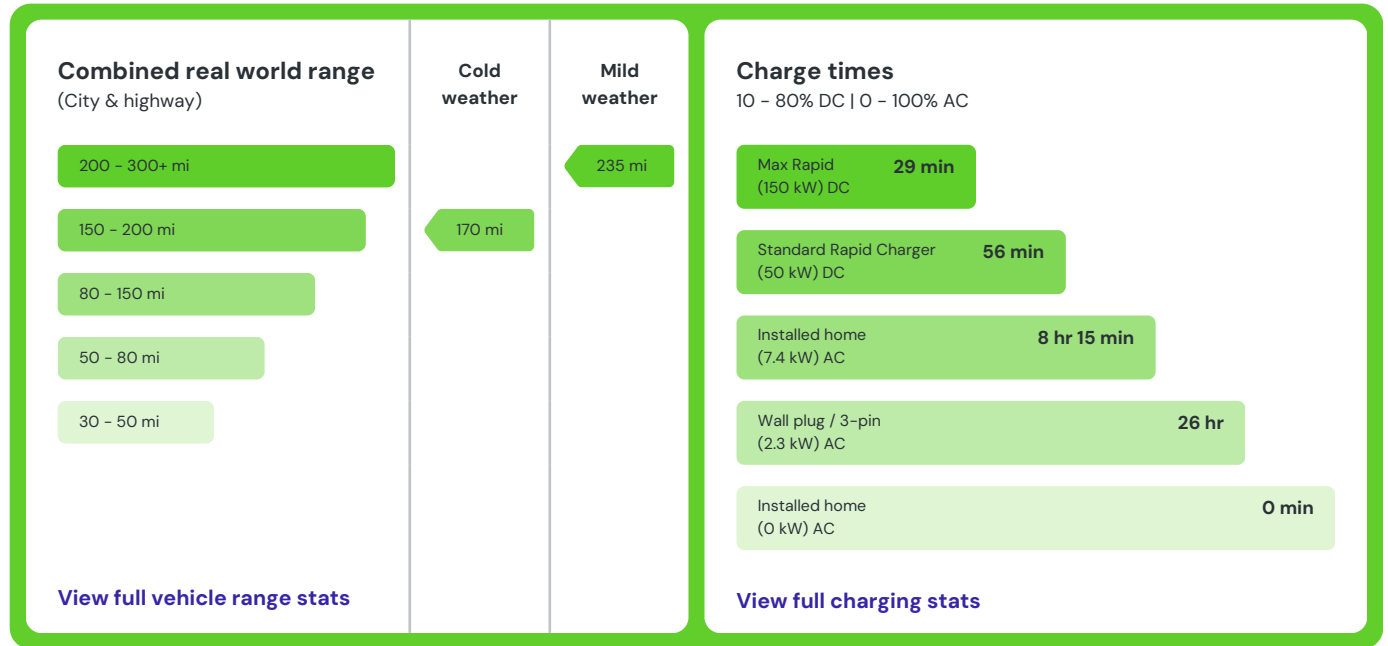 Combined real world range
(City & highway)
Cold
weather
Mild
weather
200 - 300+ mi
235 mi
150 - 200 mi
170 mi
80 - 150 mi
50 - 80 mi
30 - 50 mi
View full vehicle range stats
Charge times
10 - 80% DC | 0 - 100% AC
Max Rapid
(150 kW) DC
29 min
Standard Rapid Charger
(50 kW) DC
56 min
Installed home
(7.4 kW) AC
8 hr 15 min
Wall plug / 3-pin
(2.3 kW) AC
26 hr
Installed home
(0 kW) AC
0 min
View full charging stats